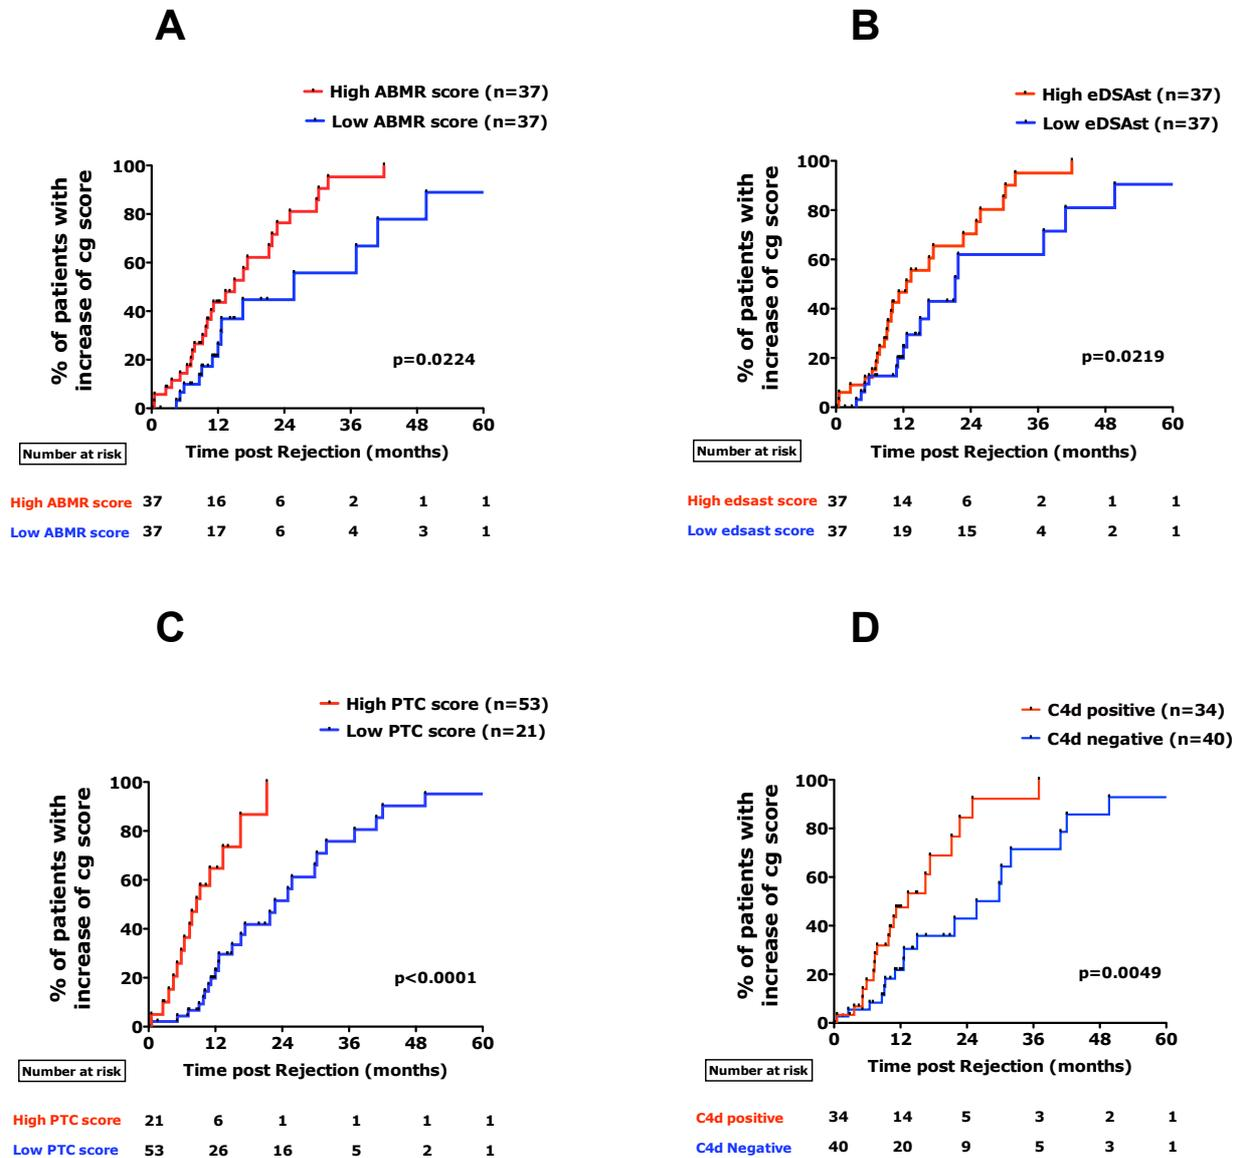 A
High ABMR score (n=37)
Low ABMR score (n=37)
% of patients with
increase of cg score
100
80
60
40
20
0
p=0.0224
0 12 24 36 48 60
Time post Rejection (months)
Number at risk
High ABMR score 37 16 6 2 1 1
Low ABMR score 37 17 6 4 3 1
B
High eDSAst (n=37)
Low eDSAst (n=37)
% of patients with
increase of cg score
100
80
60
40
20
0
p=0.0219
0 12 24 36 48 60
Time post Rejection (months)
Number at risk
High edsast score 37 14 6 2 1 1
Low edsast score 37 19 15 4 2 1
C
High PTC score (n=53)
Low PTC score (n=21)
% of patients with
increase of cg score
100
80
60
40
20
0
p<0.0001
0 12 24 36 48 60
Time post Rejection (months)
Number at risk
High PTC score 21 6 1 1 1 1
Low PTC score 53 26 16 5 2 1
D
C4d positive (n=34)
C4d negative (n=40)
% of patients with
increase of cg score
100
80
60
40
20
0
p=0.0049
0 12 24 36 48 60
Time post Rejection (months)
Number at risk
C4d positive 34 14 5 3 2 1
C4d Negative 40 20 9 5 3 1